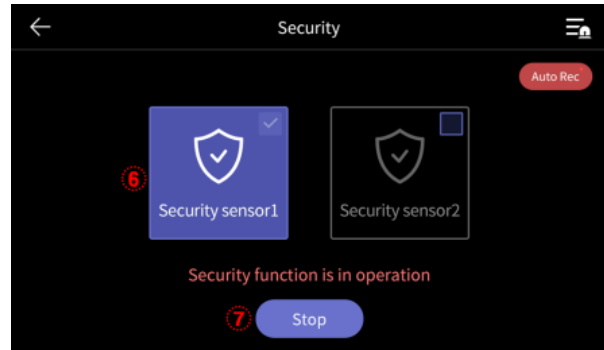 Security
Auto Rec
6
Security sensor1
Security sensor2
Security function is in operation
7
Stop